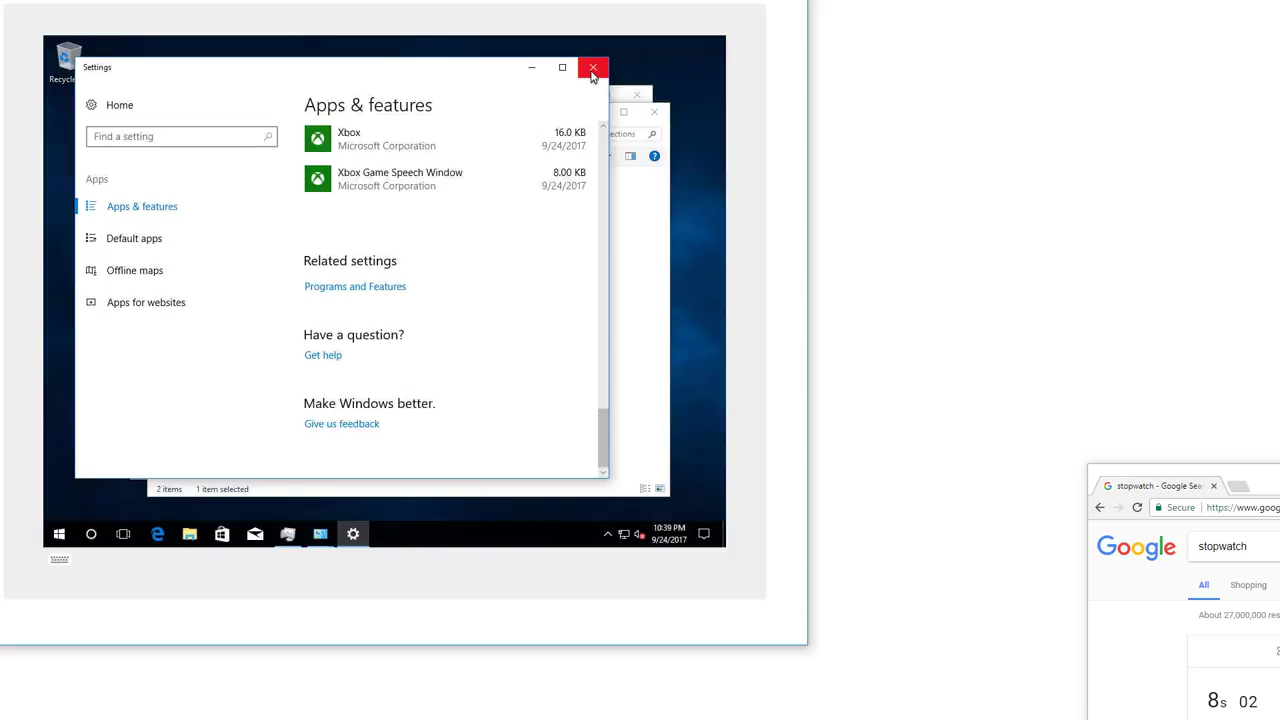 Recycle
Settings
Home
Find a setting
Apps
Apps & features
Default apps
Offline maps
Apps for websites
Apps & features
Xbox 16.0 KB
Microsoft Corporation 9/24/2017
Xbox Game Speech Window 8.00 KB
Microsoft Corporation 9/24/2017
Related settings
Programs and Features
Have a question?
Get help
Make Windows better.
Give us feedback
ections
2 items 1 item selected
10:39 PM
9/24/2017
stopwatch - Google Sea
Secure https://www.goog
Google stopwatch
All Shopping
About 27,000,000 res
8s 02